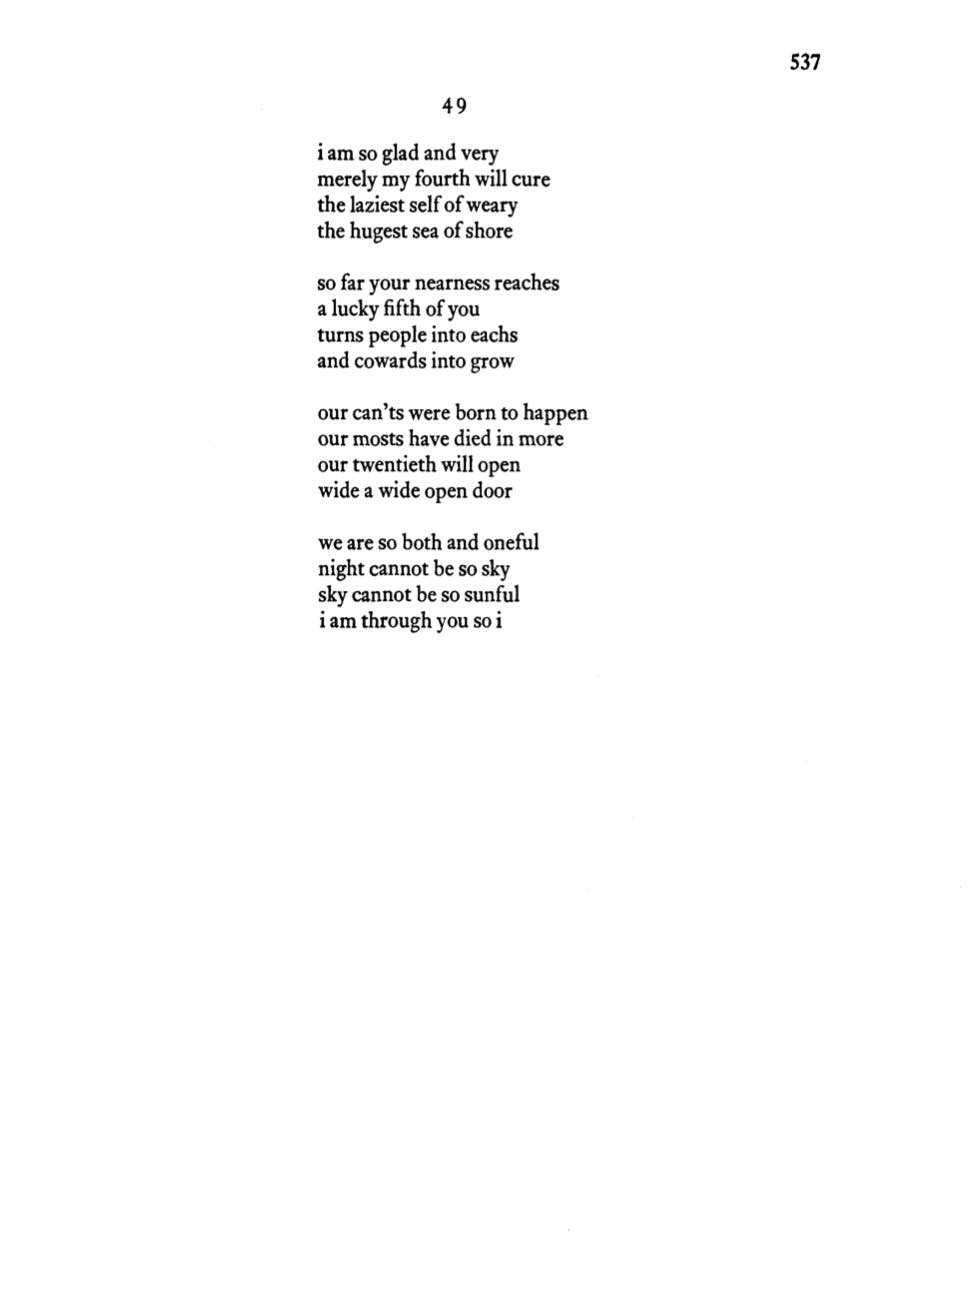 537
49
i am so glad and very
merely my fourth will cure
the laziest self of weary
the hugest sea of shore
so far your nearness reaches
a lucky fifth of you
turns people into eachs
and cowards into grow
our can'ts were born to happen
our mosts have died in more
our twentieth will open
wide a wide open door
we are so both and oneful
night cannot be so sky
sky cannot be so sunful
i am through you so i